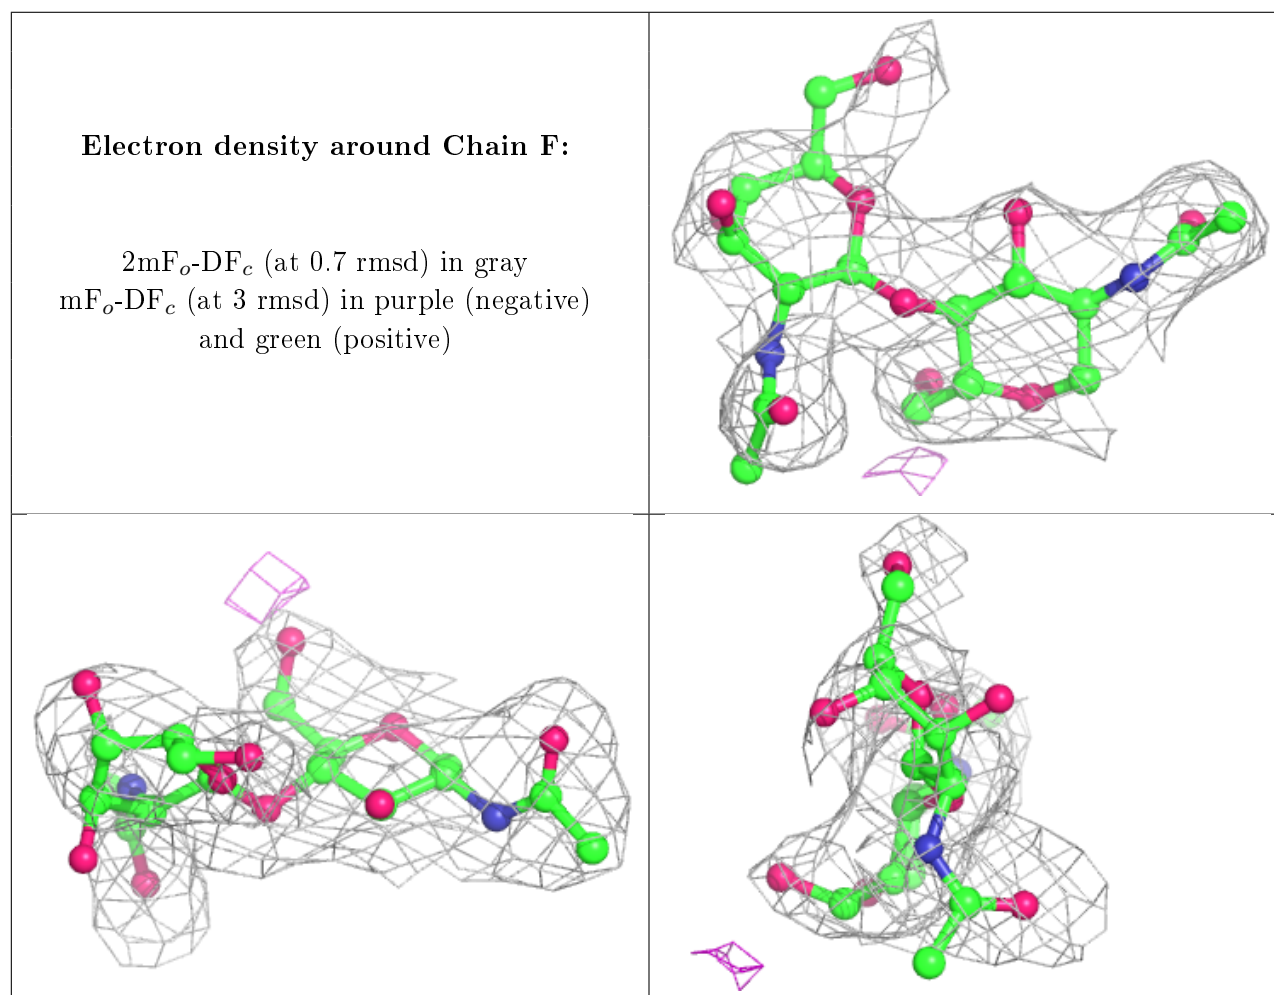 Electron density around Chain F:
2mFo-DFc (at 0.7 rmsd) in gray
mFo-DFc (at 3 rmsd) in purple (negative)
and green (positive)